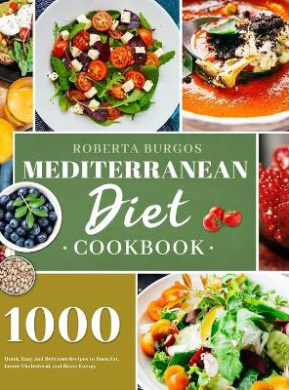 ROBERTA BURGOS
MEDITERRANEAN
Diet
· COOKBOOK ·
1000
Quick, Easy and Delicious Recipes to Burn Fat,
Lower Cholesterol, and Boost Energy